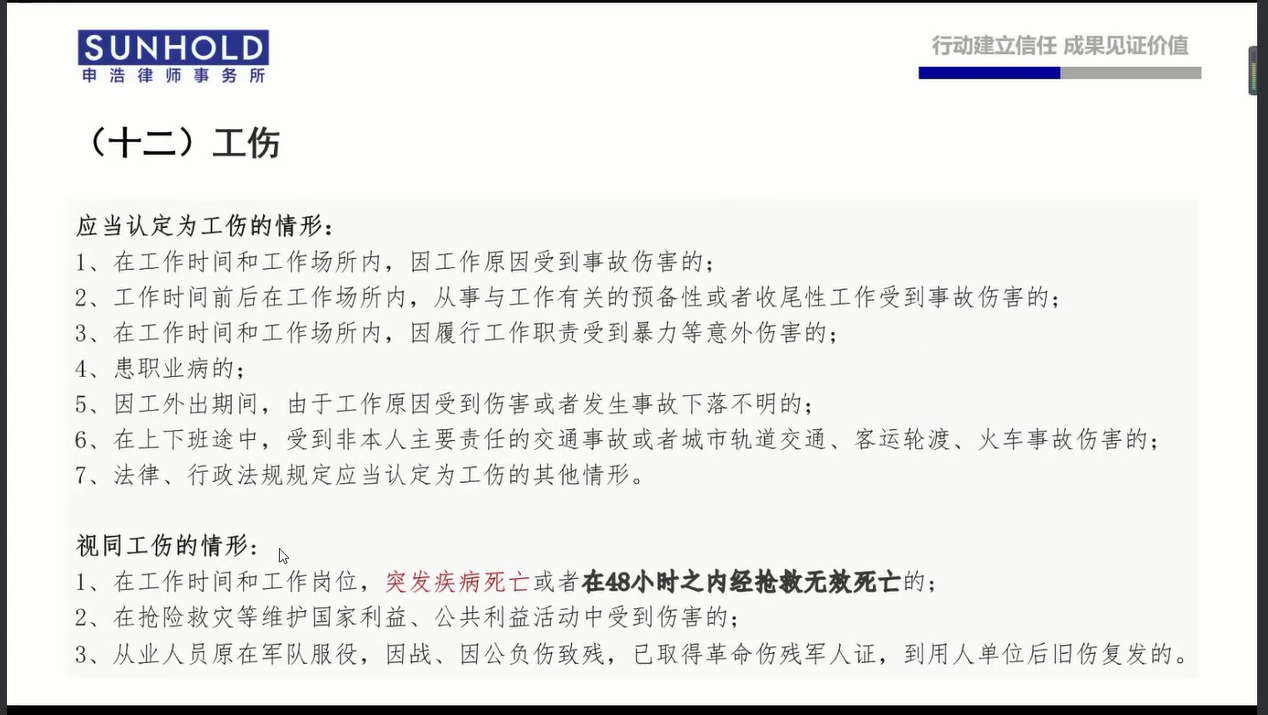 SUNHOLD
申浩律师事务所
行动建立信任 成果见证价值
（十二）工伤
应当认定为工伤的情形：
1、在工作时间和工作场所内，因工作原因受到事故伤害的；
2、工作时间前后在工作场所内，从事与工作有关的预备性或者收尾性工作受到事故伤害的；
3、在工作时间和工作场所内，因履行工作职责受到暴力等意外伤害的；
4、患职业病的；
5、因工外出期间，由于工作原因受到伤害或者发生事故下落不明的；
6、在上下班途中，受到非本人主要责任的交通事故或者城市轨道交通、客运轮渡、火车事故伤害的；
7、法律、行政法规规定应当认定为工伤的其他情形。
视同工伤的情形：
1、在工作时间和工作岗位，突发疾病死亡或者在48小时之内经抢救无效死亡的；
2、在抢险救灾等维护国家利益、公共利益活动中受到伤害的；
3、从业人员原在军队服役，因战、因公负伤致残，已取得革命伤残军人证，到用人单位后旧伤复发的。